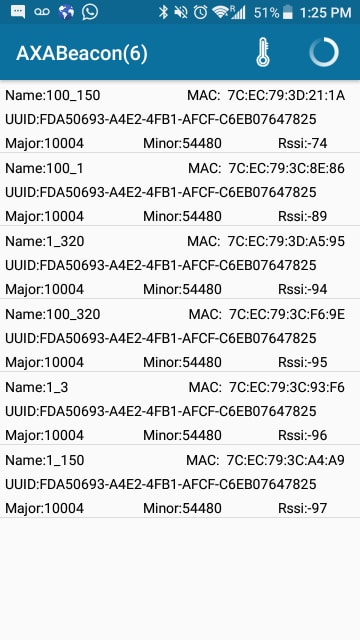 51% 1:25 PM
AXABeacon(6)
Name:100_150 MAC: 7C:EC:79:3D:21:1A
UUID:FDA50693-A4E2-4FB1-AFCF-C6EB07647825
Major:10004 Minor:54480 Rssi:-74
Name:100_1 MAC: 7C:EC:79:3C:8E:86
UUID:FDA50693-A4E2-4FB1-AFCF-C6EB07647825
Major:10004 Minor:54480 Rssi:-89
Name:1_320 MAC: 7C:EC:79:3D:A5:95
UUID:FDA50693-A4E2-4FB1-AFCF-C6EB07647825
Major:10004 Minor:54480 Rssi:-94
Name:100_320 MAC: 7C:EC:79:3C:F6:9E
UUID:FDA50693-A4E2-4FB1-AFCF-C6EB07647825
Major:10004 Minor:54480 Rssi:-95
Name:1_3 MAC: 7C:EC:79:3C:93:F6
UUID:FDA50693-A4E2-4FB1-AFCF-C6EB07647825
Major:10004 Minor:54480 Rssi:-96
Name:1_150 MAC: 7C:EC:79:3C:A4:A9
UUID:FDA50693-A4E2-4FB1-AFCF-C6EB07647825
Major:10004 Minor:54480 Rssi:-97